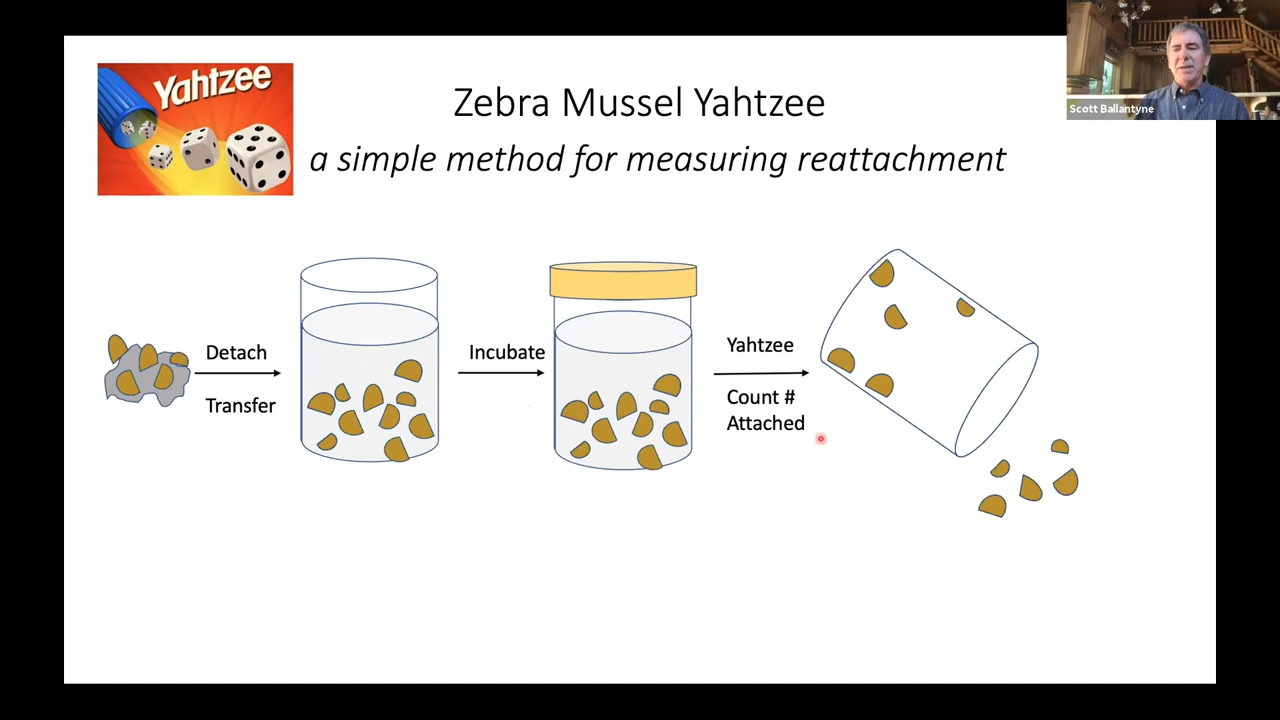 Yahtzee
Zebra Mussel Yahtzee
a simple method for measuring reattachment
Scott Ballantyne
Detach
Transfer
Incubate
Yahtzee
Count #
Attached